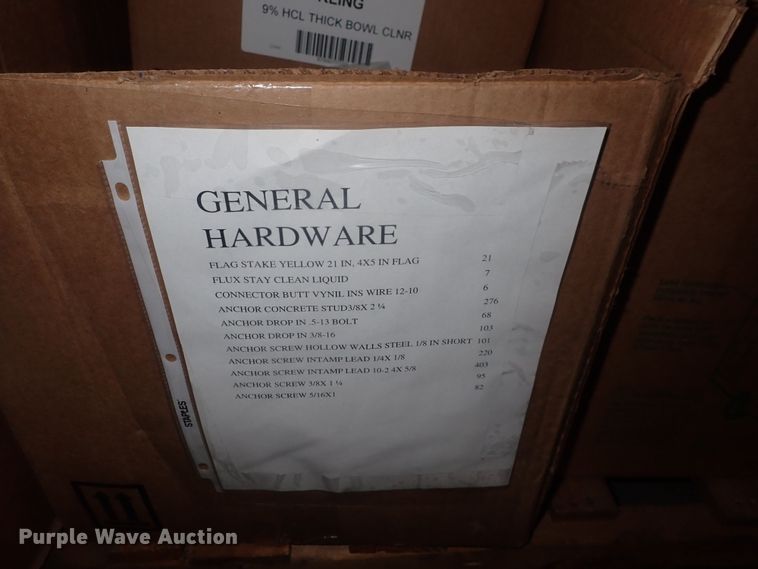 KLING
9% HCL THICK BOWL CLNR
GENERAL
HARDWARE
FLAG STAKE YELLOW 21 IN, 4X5 IN FLAG 21
FLUX STAY CLEAN LIQUID 7
CONNECTOR BUTT VYNIL INS WIRE 12-10 6
ANCHOR CONCRETE STUD3/8X 2 ¼ 276
ANCHOR DROP IN .5-13 BOLT 68
ANCHOR DROP IN 3/8-16 103
ANCHOR SCREW HOLLOW WALLS STEEL 1/8 IN SHORT 101
ANCHOR SCREW INTAMP LEAD 1/4X 1/8 220
ANCHOR SCREW INTAMP LEAD 10-2 4X 5/8 403
ANCHOR SCREW 3/8X 1 ¼ 95
ANCHOR SCREW 5/16X1 82
STAPLES
Purple Wave Auction